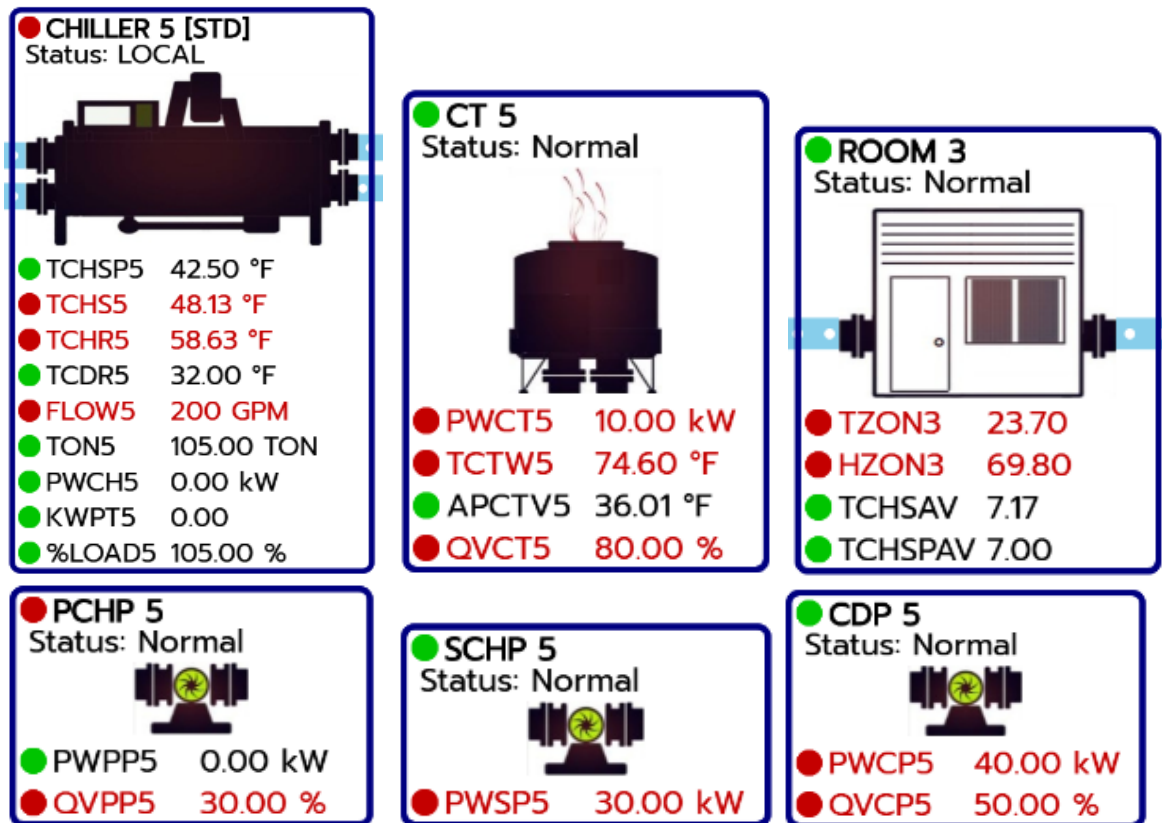 CHILLER 5 [STD]
Status: LOCAL
TCHSP5 42.50 °F
TCHS5 48.13 °F
TCHR5 58.63 °F
TCDR5 32.00 °F
FLOW5 200 GPM
TON5 105.00 TON
PWCH5 0.00 kW
KWPT5 0.00
%LOAD5 105.00 %
CT 5
Status: Normal
PWCT5 10.00 kW
TCTW5 74.60 °F
APCTV5 36.01 °F
QVCT5 80.00 %
ROOM 3
Status: Normal
TZON3 23.70
HZON3 69.80
TCHSAV 7.17
TCHSPAV 7.00
PCHP 5
Status: Normal
PWPP5 0.00 kW
QVPP5 30.00 %
SCHP 5
Status: Normal
PWSP5 30.00 kW
CDP 5
Status: Normal
PWCP5 40.00 kW
QVCP5 50.00 %